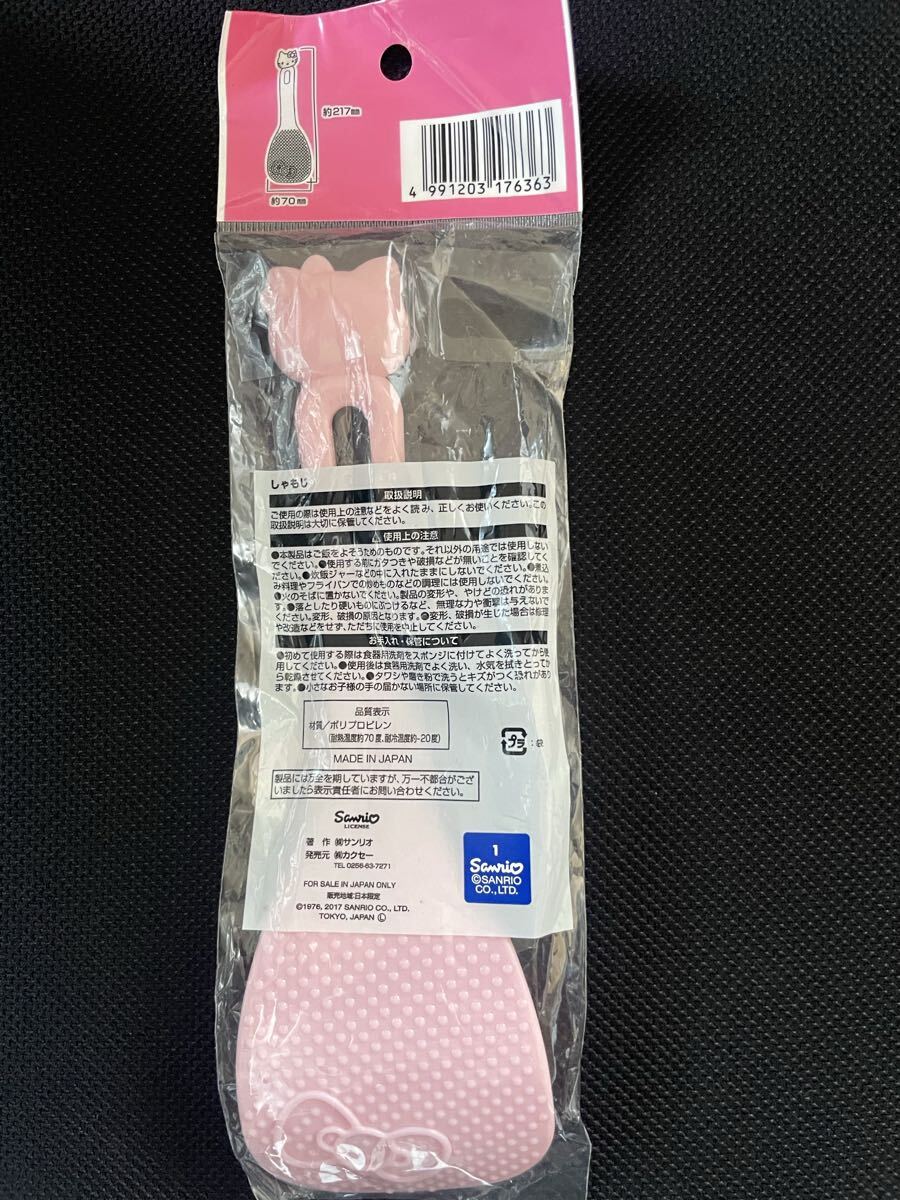 約217mm
約70mm
4 991203 176363
しゃもじ
取扱説明
ご使用の際は使用上の注意などをよく読み、正しくお使いください。この
取扱説明は大切に保管してください。
⚠使用上の注意
●本製品はご飯をよそうためのものです。それ以外の用途では使用しない
でください。●使用する前にガタつきや破損などが無いことを確認してく
ださい。●炊飯ジャーなどの中に入れたままにしないでください。●煮込
み料理やフライパンでの炒めものなどの調理には使用しないでください。
●火のそばに置かないでください。製品の変形や、やけどの恐れがありま
す。●落としたり硬いものにぶつけるなど、無理な力や衝撃は与えないで
ください。変形、破損の原因となります。●変形、破損が生じた場合は修理
や改造などをせず、ただちに使用を中止してください。
お手入れ・保管について
●初めて使用する際は食器用洗剤をスポンジに付けてよく洗ってから使
用してください。●使用後は食器用洗剤でよく洗い、水気を拭きとってか
ら乾燥させてください。●タワシや磨き粉で洗うとキズがつく恐れがあり
ます。●小さなお子様の手の届かない場所に保管してください。
品質表示
材質/ポリプロピレン
(耐熱温度約70度、耐冷温度約-20度)
プラ :袋
MADE IN JAPAN
製品には万全を期していますが、万一不都合がござ
いましたら表示責任者にお問い合わせください。
Sanrio
LICENSE
著 作 ㈱サンリオ
発売元 ㈱カクセー
TEL 0256-63-7271
FOR SALE IN JAPAN ONLY
販売地域:日本限定
©1976, 2017 SANRIO CO., LTD.
TOKYO, JAPAN Ⓛ
1
Sanrio
©SANRIO
CO.,LTD.